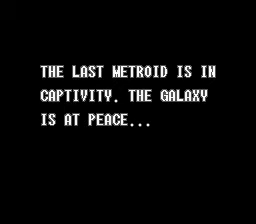 THE LAST METROID IS IN
CAPTIVITY. THE GALAXY
IS AT PEACE...